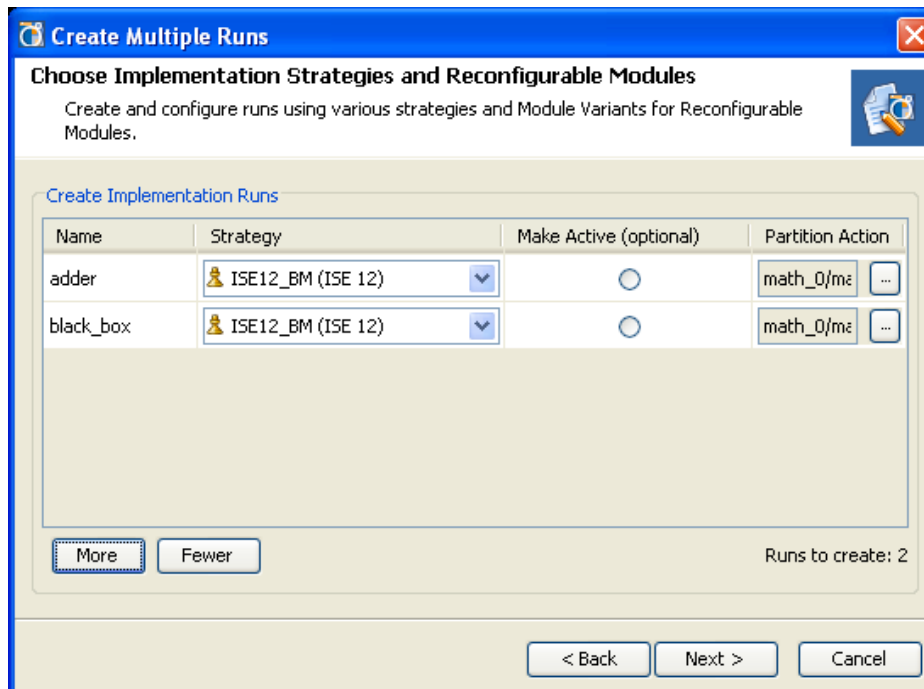 Create Multiple Runs
Choose Implementation Strategies and Reconfigurable Modules
Create and configure runs using various strategies and Module Variants for Reconfigurable
Modules.
Create Implementation Runs
Name Strategy Make Active (optional) Partition Action
adder ISE12_BM (ISE 12) math_0/ma ...
black_box ISE12_BM (ISE 12) math_0/ma ...
More Fewer Runs to create: 2
< Back Next > Cancel